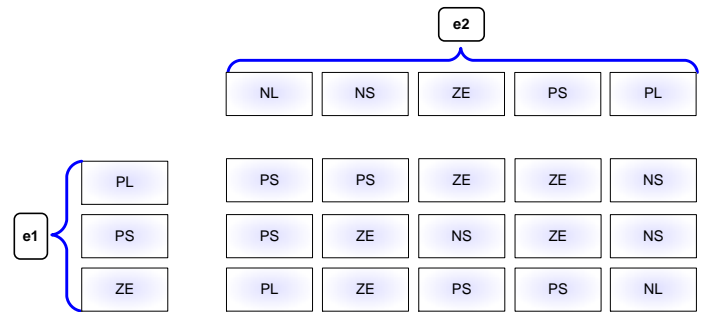 e2
NL NS ZE PS PL
PL PS PS ZE ZE NS
e1 PS PS ZE NS ZE NS
ZE PL ZE PS PS NL